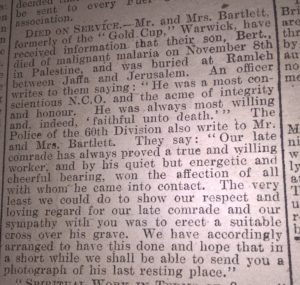 be sent to every Fuel
association.
DIED ON SERVICE.—Mr. and Mrs. Bartlett,
formerly of the "Gold Cup," Warwick, have
received information that their son, Bert.,
died of malignant malaria on November 8th
in Palestine, and was buried at Ramleh
between Jaffa and Jerusalem. An officer
writes to them saying: "He was a most con-
scientious N.C.O. and the acme of integrity
and honour. He was always most willing
and, indeed, 'faithful unto death.'" The
Police of the 60th Division also write to Mr.
and Mrs. Bartlett. They say: "Our late
comrade has always proved a true and willing
worker, and by his quiet but energetic and
cheerful bearing, won the affection of all
with whom he came into contact. The very
least we could do to show our respect and
loving regard for our late comrade and our
sympathy with you was to erect a suitable
cross over his grave. We have accordingly
arranged to have this done and hope that in
a short while we shall be able to send you a
photograph of his last resting place."